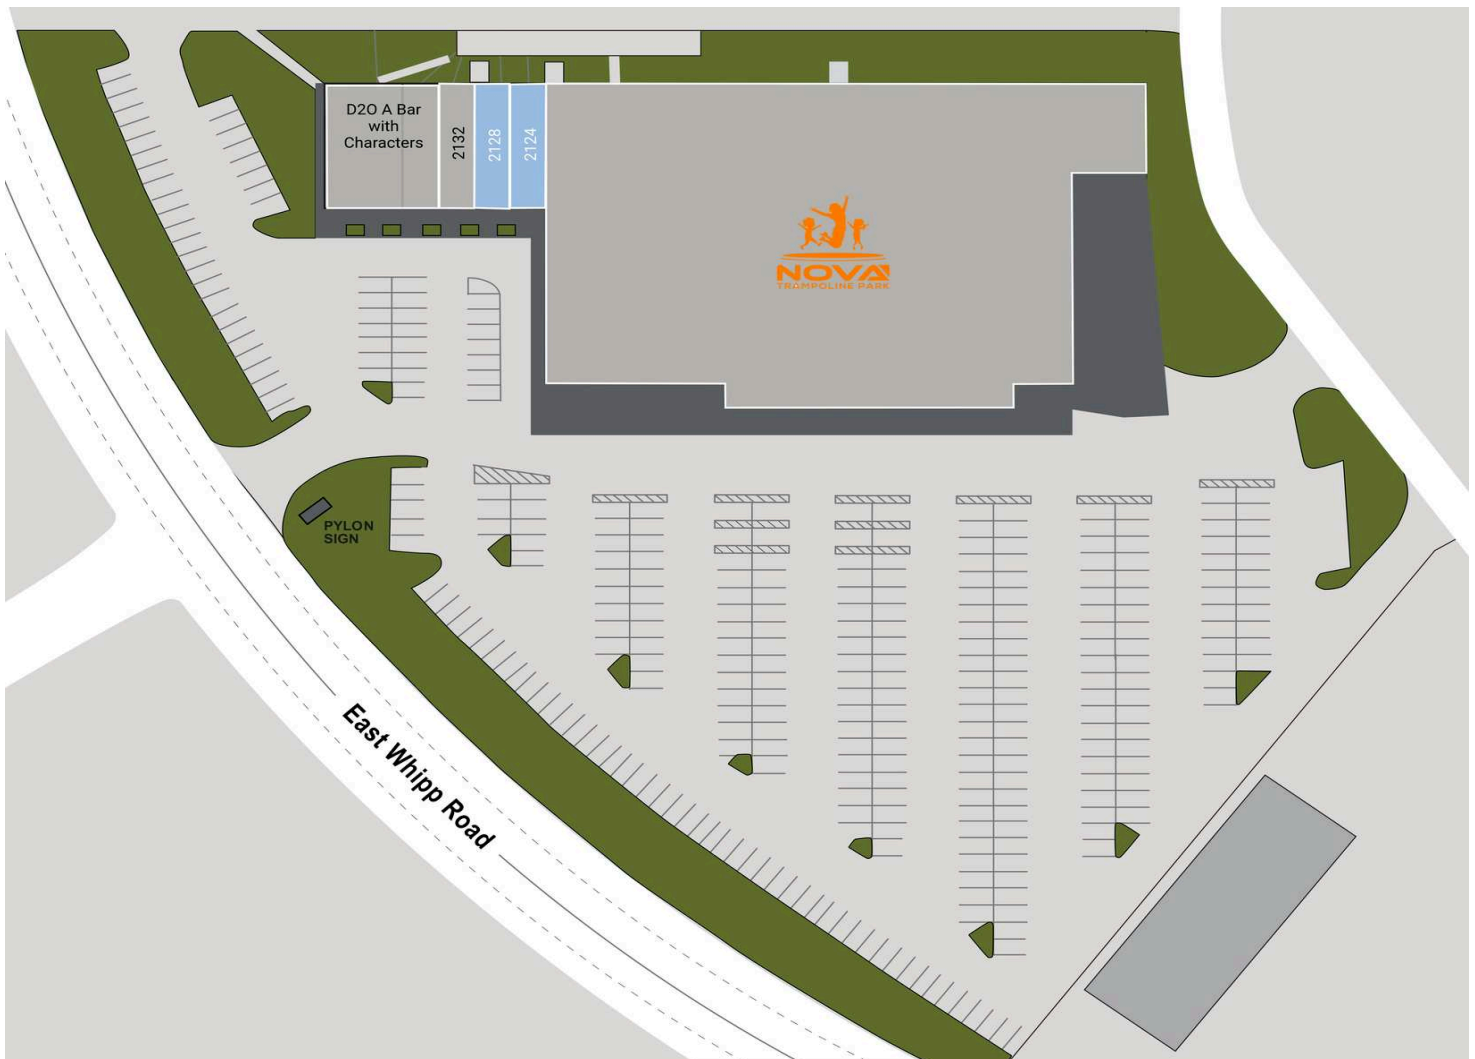 D2O A Bar
with
Characters
2132
2128
2124
NOVA
TRAMPOLINE PARK
PYLON
SIGN
East Whipp Road